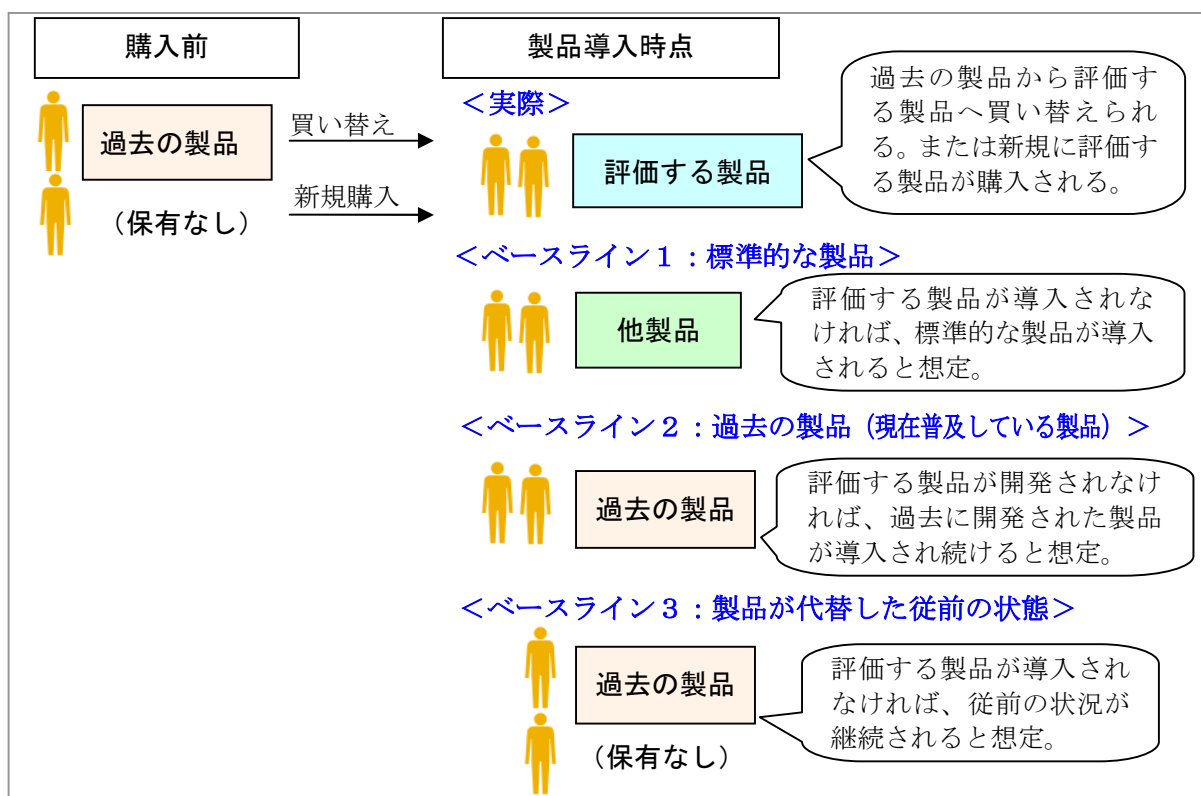 購入前
製品導入時点
過去の製品
(保有なし)
買い替え
新規購入
＜実際＞
評価する製品
過去の製品から評価す
る製品へ買い替えられ
る。または新規に評価す
る製品が購入される。
＜ベースライン１：標準的な製品＞
他製品
評価する製品が導入されな
ければ、標準的な製品が導入
されると想定。
＜ベースライン２：過去の製品（現在普及している製品）＞
過去の製品
評価する製品が開発されなけ
れば、過去に開発された製品
が導入され続けると想定。
＜ベースライン３：製品が代替した従前の状態＞
過去の製品
（保有なし）
評価する製品が導入され
なければ、従前の状況が
継続されると想定。